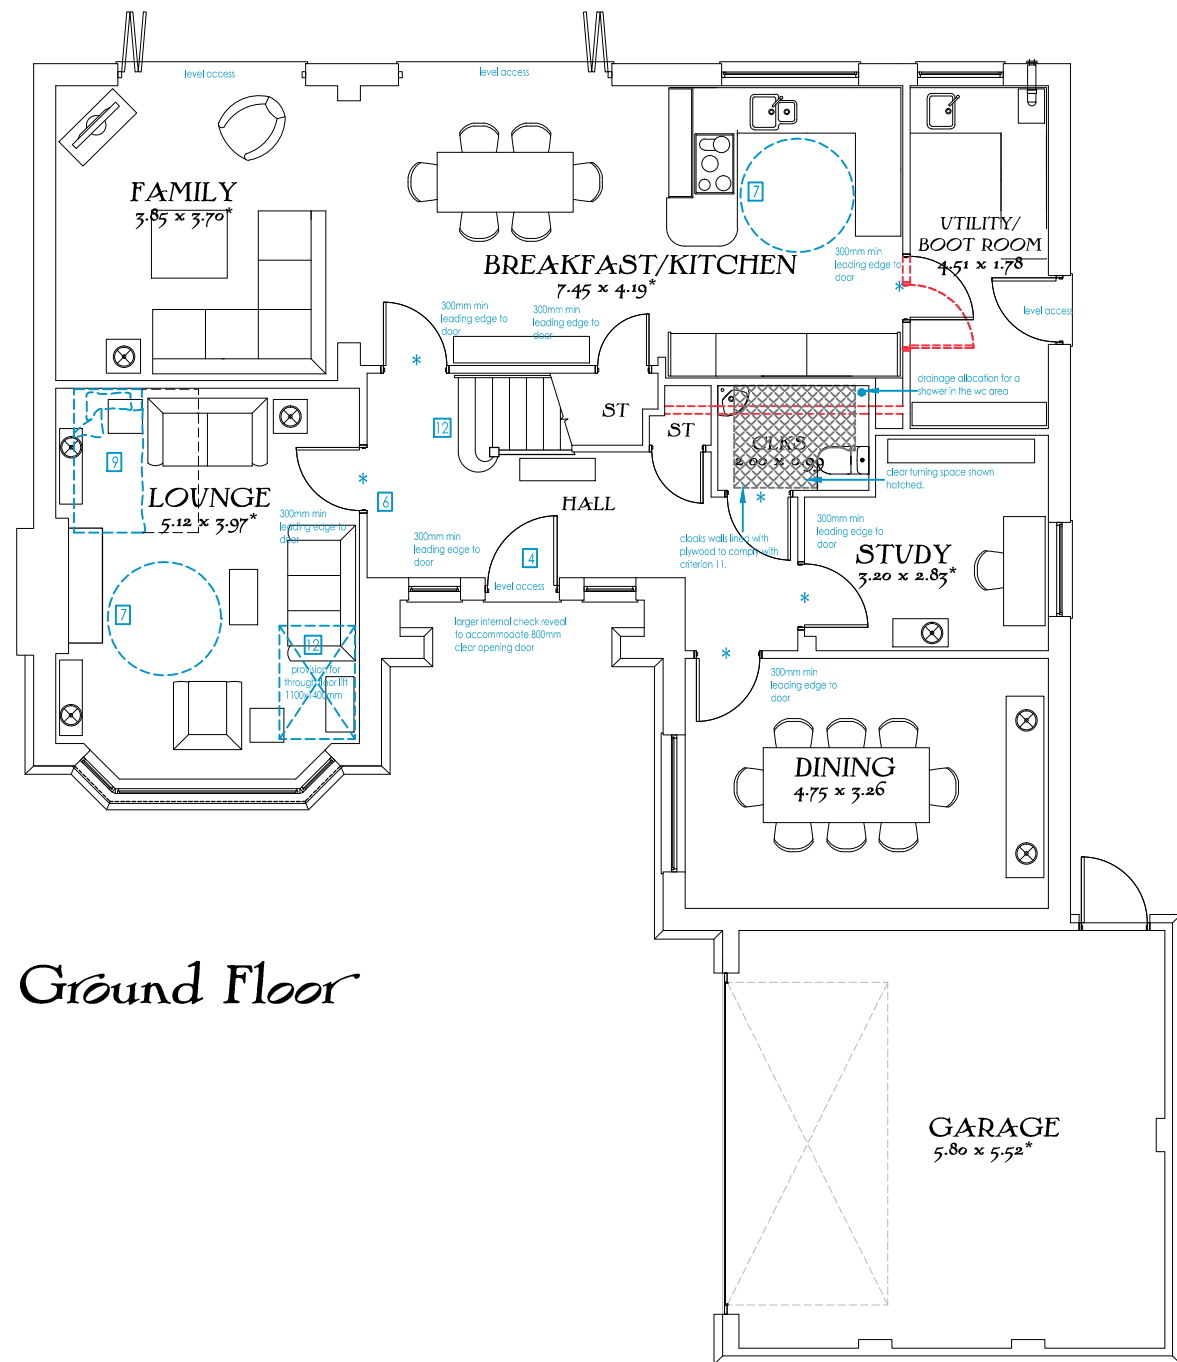 level access
level access
FAMILY
3.85 x 3.70*
7
UTILITY/
BOOT ROOM
4.51 x 1.78
BREAKFAST/KITCHEN
7.45 x 4.19*
300mm min
leading edge to
door
*
level access
300mm min
leading edge to
door
300mm min
leading edge to
door
*
drainage allocation for a
shower in the wc area
ST
ST
12
CLKS
2.00 x 0.99
9
clear turning space shown
hatched.
LOUNGE
5.12 x 3.97*
*
6
HALL
*
300mm min
leading edge to
door
300mm min
leading edge to
door
4
level access
cloaks walls lined with
plywood to comply with
criterion 11.
300mm min
leading edge to
door
STUDY
3.20 x 2.83*
*
7
larger internal check reveal
to accommodate 800mm
clear opening door
12
provision for
through floor lift
1100x1400mm
*
300mm min
leading edge to
door
DINING
4.75 x 3.26
Ground Floor
GARAGE
5.80 x 5.52*